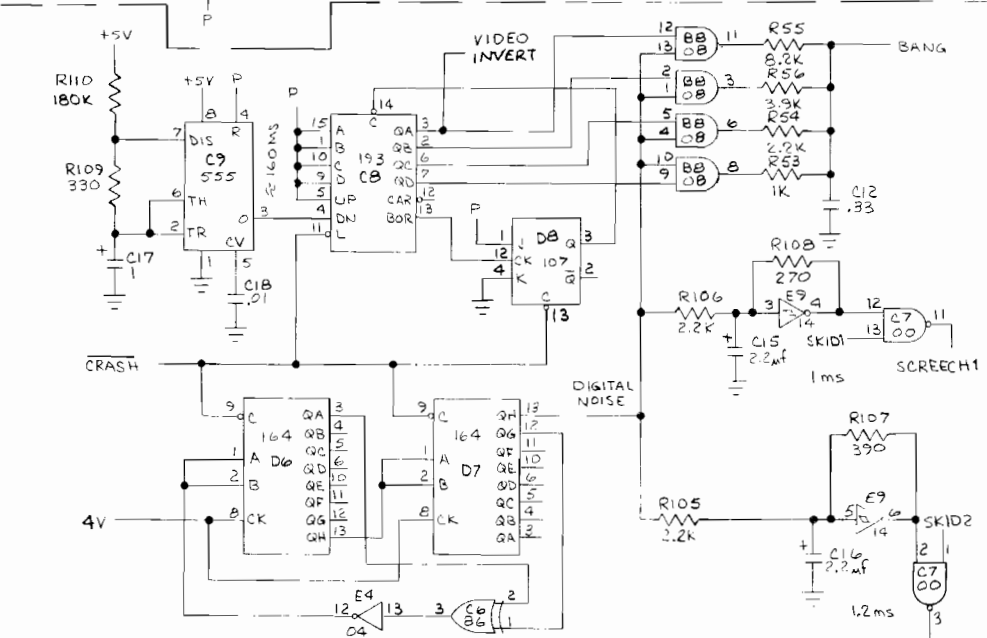 P
+5V
R110
180K
R109
330
+ C17
1
+5V P
8 4
7 DIS R
C9
555
6 TH
2 TR O 3
CV
1 5
C18
.01
160MS
P
14
C
15 A QA 3
1 B QB 2
10 C QC 6
9 D QD 7
193
C8
5 UP CAR 12
4 DN BOR 13
11 L
VIDEO
INVERT
12
13 B8
08 11
2
1 B8
08 3
5
4 B8
08 6
10
9 B8
08 8
R55
8.2K
R56
3.9K
R54
2.2K
R53
1K
BANG
C12
.33
P
1 J D8 Q 3
12 CK 107
4 K Q 2
C
13
R106
2.2K
R108
270
3 E9 4
14
+ C15
2.2µf
12
SKID1 13
C7
00
11
SCREECH1
1ms
CRASH
DIGITAL
NOISE
9 C QA 3
164 QB 4
QC 5
1 A D6 QD 6
2 B QE 10
QF 11
8 CK QG 12
QH 13
9 C QH 13
164 QG 12
QF 11
1 A QE 10
2 B D7 QD 6
QC 5
8 CK QB 4
QA 3
4V
E4
12 13
04
3 C6
86
2
1
R105
2.2K
R107
390
5 E9 6
14
SKID2
+ C16
2.2µf
2 1
C7
00
3
1.2ms